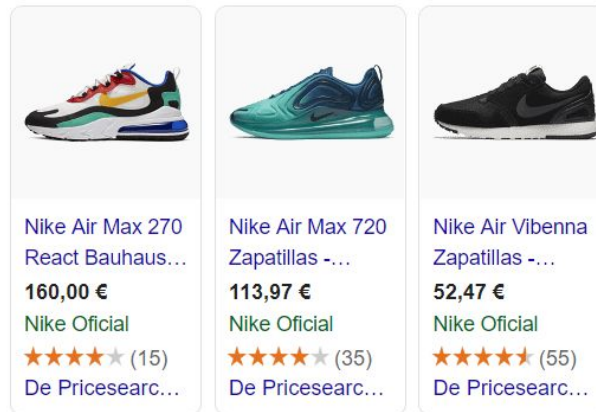 Nike Air Max 270
React Bauhaus...
160,00 €
Nike Oficial
(15)
De Pricesearc...
Nike Air Max 720
Zapatillas -...
113,97 €
Nike Oficial
(35)
De Pricesearc...
Nike Air Vibenna
Zapatillas -...
52,47 €
Nike Oficial
(55)
De Pricesearc...